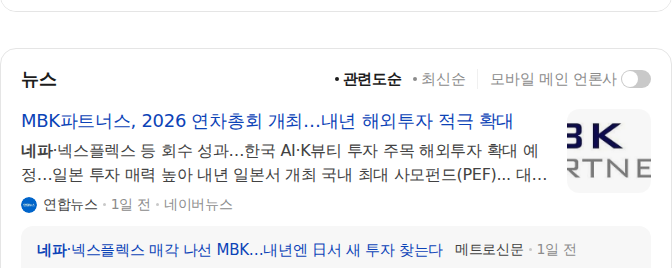 뉴스
• 관련도순 • 최신순 모바일 메인 언론사
MBK파트너스, 2026 연차총회 개최…내년 해외투자 적극 확대
네파·넥스플렉스 등 회수 성과…한국 AI·K뷰티 투자 주목 해외투자 확대 예
정…일본 투자 매력 높아 내년 일본서 개최 국내 최대 사모펀드(PEF)... 대…
BK
RTNE
연합뉴스 · 1일 전 · 네이버뉴스
네파·넥스플렉스 매각 나선 MBK…내년엔 日서 새 투자 찾는다 메트로신문 · 1일 전